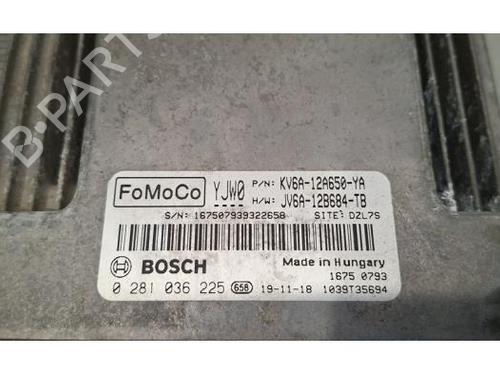 FoMoCo YJW0 P/N: KV6A-12A650-YA
H/W: JV6A-12B684-TB
S/N: 167507939322658 SITE: DZL7S
BOSCH Made in Hungary
1675 0793
0 281 036 225 658 19-11-18 1039T35694
B-Parts